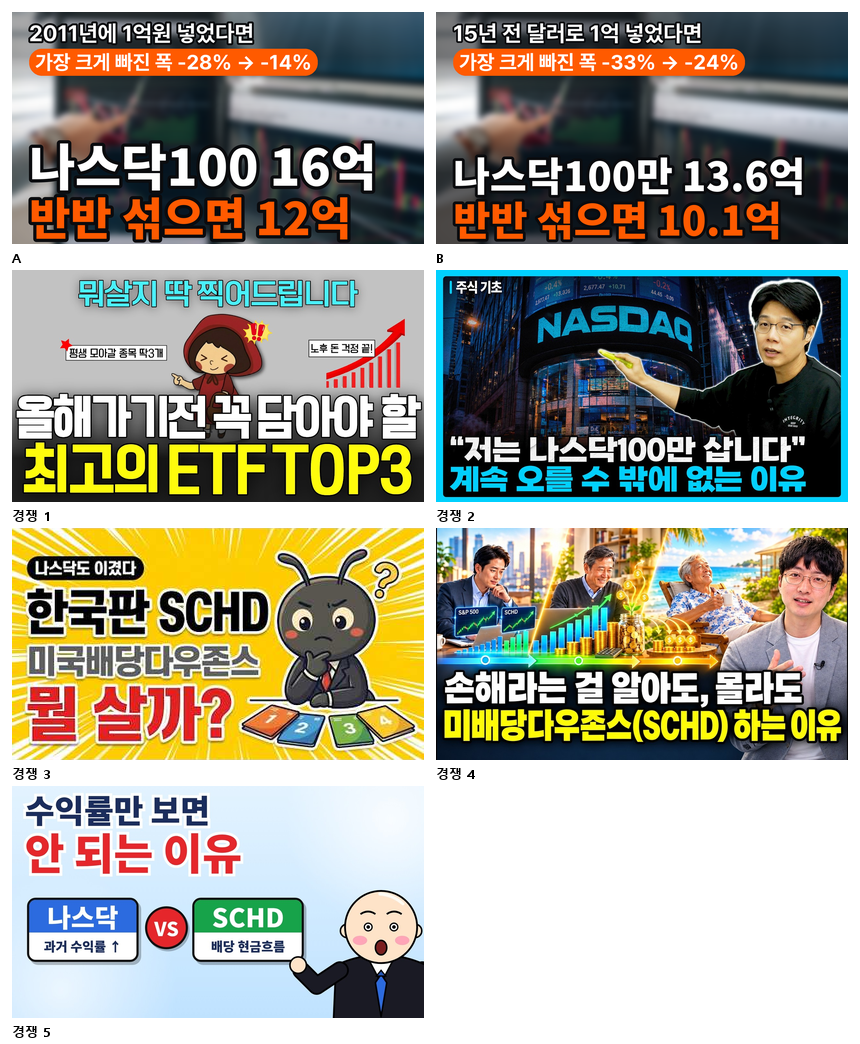 2011년에 1억원 넣었다면
가장 크게 빠진 폭 -28% → -14%
나스닥100 16억
반반 섞으면 12억
A
15년 전 달러로 1억 넣었다면
가장 크게 빠진 폭 -33% → -24%
나스닥100만 13.6억
반반 섞으면 10.1억
B
뭐살지 딱 찍어드립니다
평생 모아갈 종목 딱3개
노후 돈 걱정 끝!
올해가기전 꼭 담아야 할
최고의 ETF TOP3
경쟁 1
주식 기초
NASDAQ
INTEGRITY
“저는 나스닥100만 삽니다”
계속 오를 수 밖에 없는 이유
경쟁 2
나스닥도 이겼다
한국판 SCHD
미국배당다우존스
뭘 살까?
1
2
3
4
경쟁 3
S&P 500
SCHD
손해라는 걸 알아도, 몰라도
미배당다우존스(SCHD) 하는 이유
경쟁 4
수익률만 보면
안 되는 이유
나스닥
과거 수익률 ↑
VS
SCHD
배당 현금흐름
경쟁 5